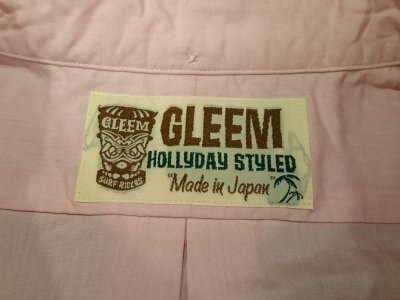 GLEEM
SURF RIDERS
GLEEM
HOLLYDAY STYLED
"Made in Japan"